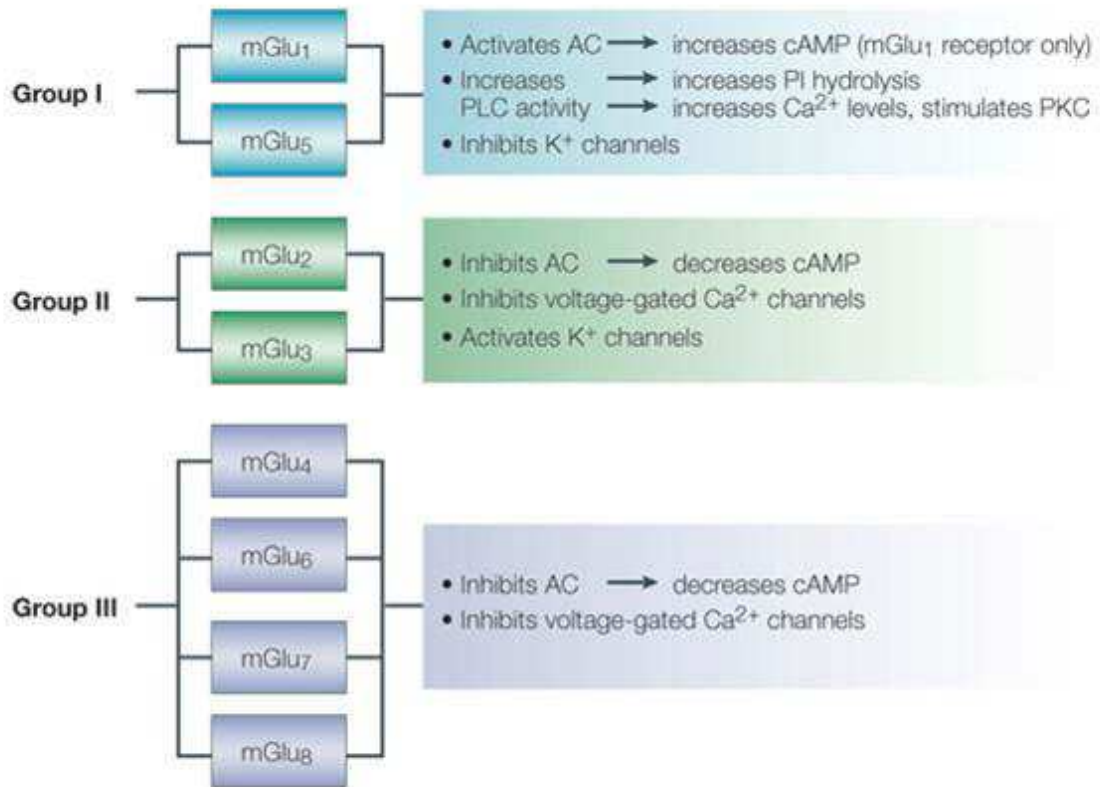 Group I
mGlu₁
mGlu₅
• Activates AC → increases cAMP (mGlu₁ receptor only)
• Increases → increases PI hydrolysis
PLC activity → increases Ca²⁺ levels, stimulates PKC
• Inhibits K⁺ channels
Group II
mGlu₂
mGlu₃
• Inhibits AC → decreases cAMP
• Inhibits voltage-gated Ca²⁺ channels
• Activates K⁺ channels
Group III
mGlu₄
mGlu₆
mGlu₇
mGlu₈
• Inhibits AC → decreases cAMP
• Inhibits voltage-gated Ca²⁺ channels